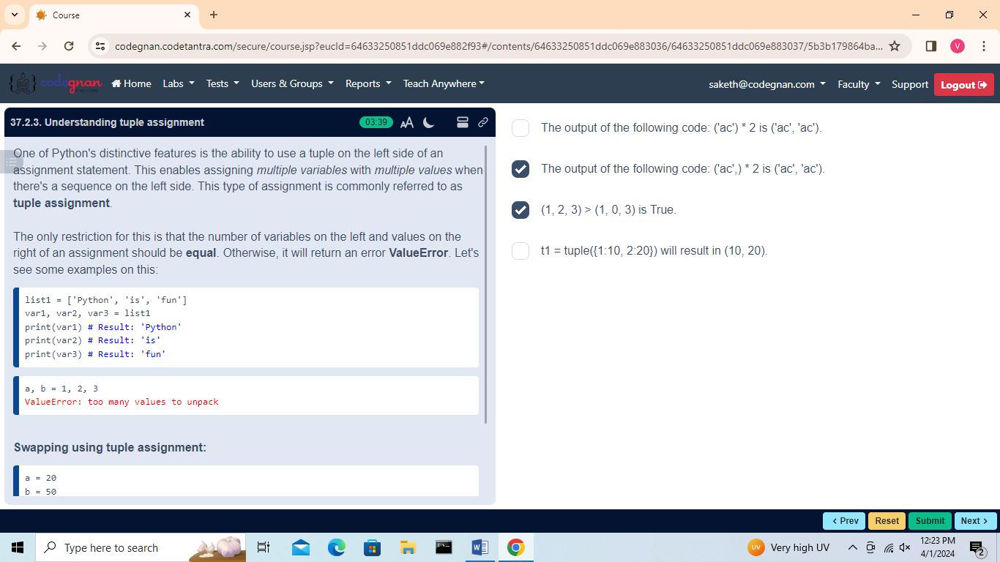 Course
codegnan.codetantra.com/secure/course.jsp?eucId=64633250851ddc069e882f93#/contents/64633250851ddc069e883036/64633250851ddc069e883037/5b3b179864ba...
V
codegnan
Home Labs Tests Users & Groups Reports Teach Anywhere saketh@codegnan.com Faculty Support Logout
37.2.3. Understanding tuple assignment 03:39 AA
One of Python's distinctive features is the ability to use a tuple on the left side of an
assignment statement. This enables assigning multiple variables with multiple values when
there's a sequence on the left side. This type of assignment is commonly referred to as
tuple assignment.
The only restriction for this is that the number of variables on the left and values on the
right of an assignment should be equal. Otherwise, it will return an error ValueError. Let's
see some examples on this:
list1 = ['Python', 'is', 'fun']
var1, var2, var3 = list1
print(var1) # Result: 'Python'
print(var2) # Result: 'is'
print(var3) # Result: 'fun'
a, b = 1, 2, 3
ValueError: too many values to unpack
Swapping using tuple assignment:
a = 20
b = 50
The output of the following code: ('ac') * 2 is ('ac', 'ac').
The output of the following code: ('ac',) * 2 is ('ac', 'ac').
(1, 2, 3) > (1, 0, 3) is True.
t1 = tuple({1:10, 2:20}) will result in (10, 20).
< Prev Reset Submit Next >
Type here to search
UV Very high UV
12:23 PM
4/1/2024
2